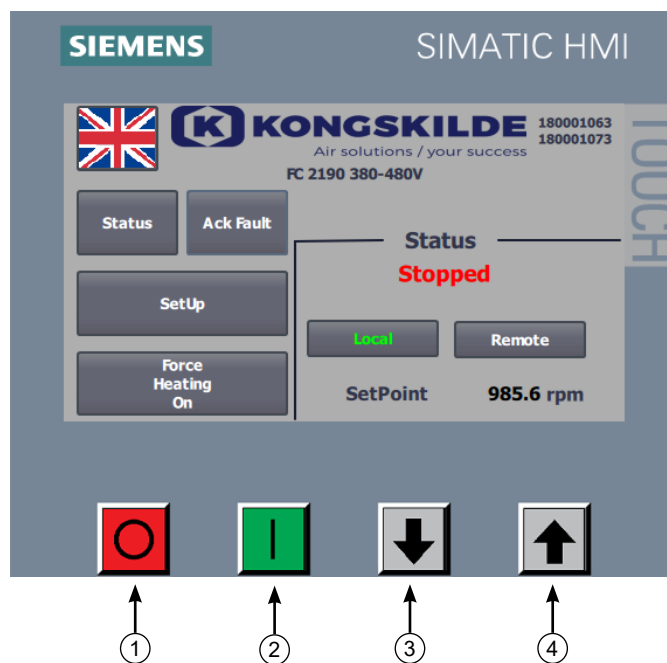 SIEMENS
SIMATIC HMI
TOUCH
K KONGSKILDE
Air solutions / your success
180001063
180001073
FC 2190 380-480V
Status
Ack Fault
SetUp
Force
Heating
On
Status
Stopped
Local
Remote
SetPoint 985.6 rpm
1
2
3
4